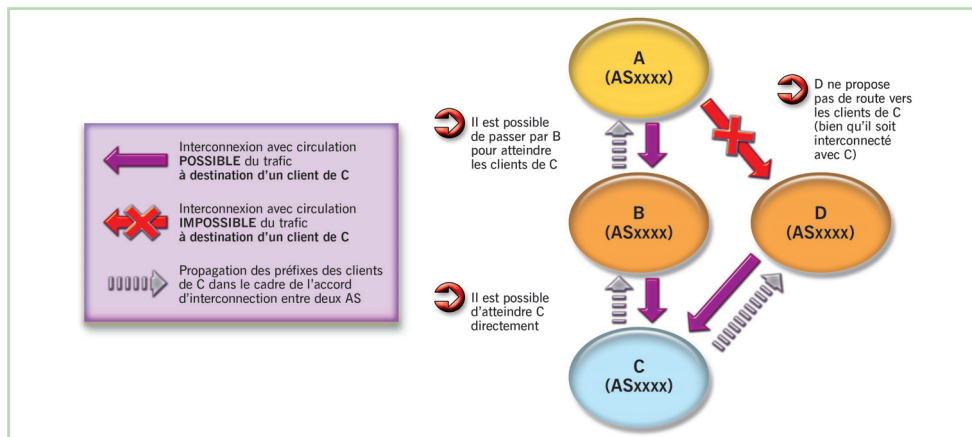 Interconnexion avec circulation
POSSIBLE du trafic
à destination d'un client de C
Interconnexion avec circulation
IMPOSSIBLE du trafic
à destination d'un client de C
Propagation des préfixes des clients
de C dans le cadre de l'accord
d'interconnection entre deux AS
Il est possible
de passer par B
pour atteindre
les clients de C
Il est possible
d'atteindre C
directement
A
(ASxxxx)
D ne propose
pas de route vers
les clients de C
(bien qu'il soit
interconnecté
avec C)
B
(ASxxxx)
D
(ASxxxx)
C
(ASxxxx)